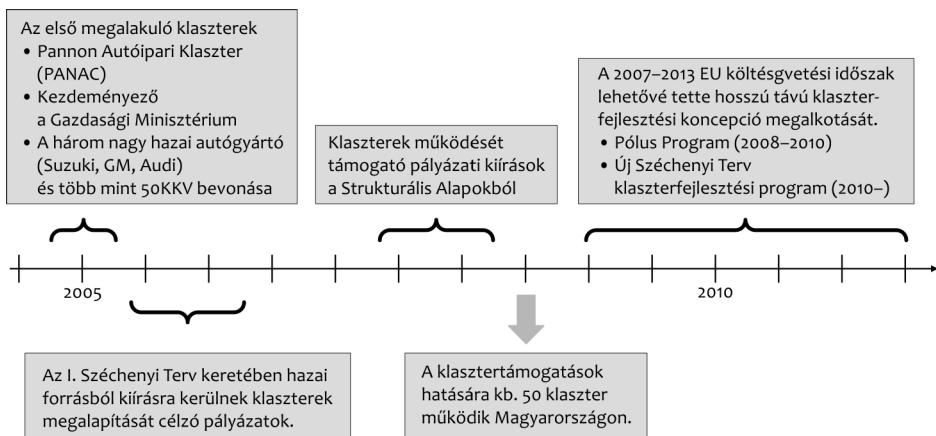 Az első megalakuló klaszterek
• Pannon Autóipari Klaszter
(PANAC)
• Kezdeményező
a Gazdasági Minisztérium
• A három nagy hazai autógyártó
(Suzuki, GM, Audi)
és több mint 50KKV bevonása
Klaszterek működését
támogató pályázati kiírások
a Strukturális Alapokból
A 2007–2013 EU költésgvetési időszak
lehetővé tette hosszú távú klaszter-
fejlesztési koncepció megalkotását.
• Pólus Program (2008–2010)
• Új Széchenyi Terv
klaszterfejlesztési program (2010–)
2005
2010
Az I. Széchenyi Terv keretében hazai
forrásból kiírásra kerülnek klaszterek
megalapítását célzó pályázatok.
A klasztertámogatások
hatására kb. 50 klaszter
működik Magyarországon.